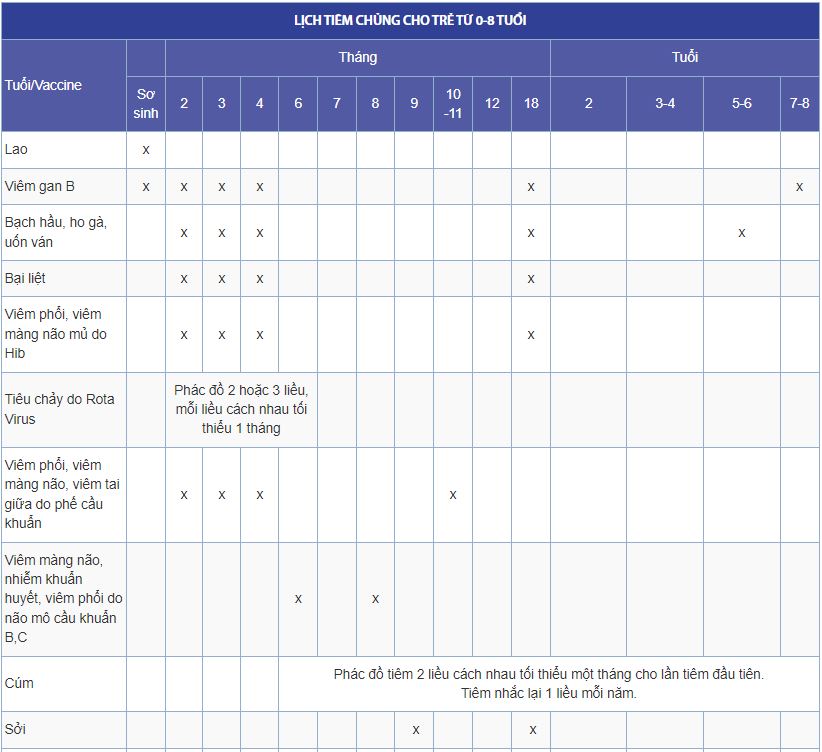 LỊCH TIÊM CHỦNG CHO TRẺ TỪ 0-8 TUỔI
Tuổi/Vaccine
Tháng
Tuổi
Sơ
sinh
2
3
4
6
7
8
9
10
-11
12
18
2
3-4
5-6
7-8
Lao
x
Viêm gan B
x x x x x x
Bạch hầu, ho gà,
uốn ván
x x x x x
Bại liệt
x x x x
Viêm phổi, viêm
màng não mủ do
Hib
x x x x
Tiêu chảy do Rota
Virus
Phác đồ 2 hoặc 3 liều,
mỗi liều cách nhau tối
thiểu 1 tháng
Viêm phổi, viêm
màng não, viêm tai
giữa do phế cầu
khuẩn
x x x x
Viêm màng não,
nhiễm khuẩn
huyết, viêm phổi do
não mô cầu khuẩn
B,C
x x
Cúm
Phác đồ tiêm 2 liều cách nhau tối thiểu một tháng cho lần tiêm đầu tiên.
Tiêm nhắc lại 1 liều mỗi năm.
Sởi
x x